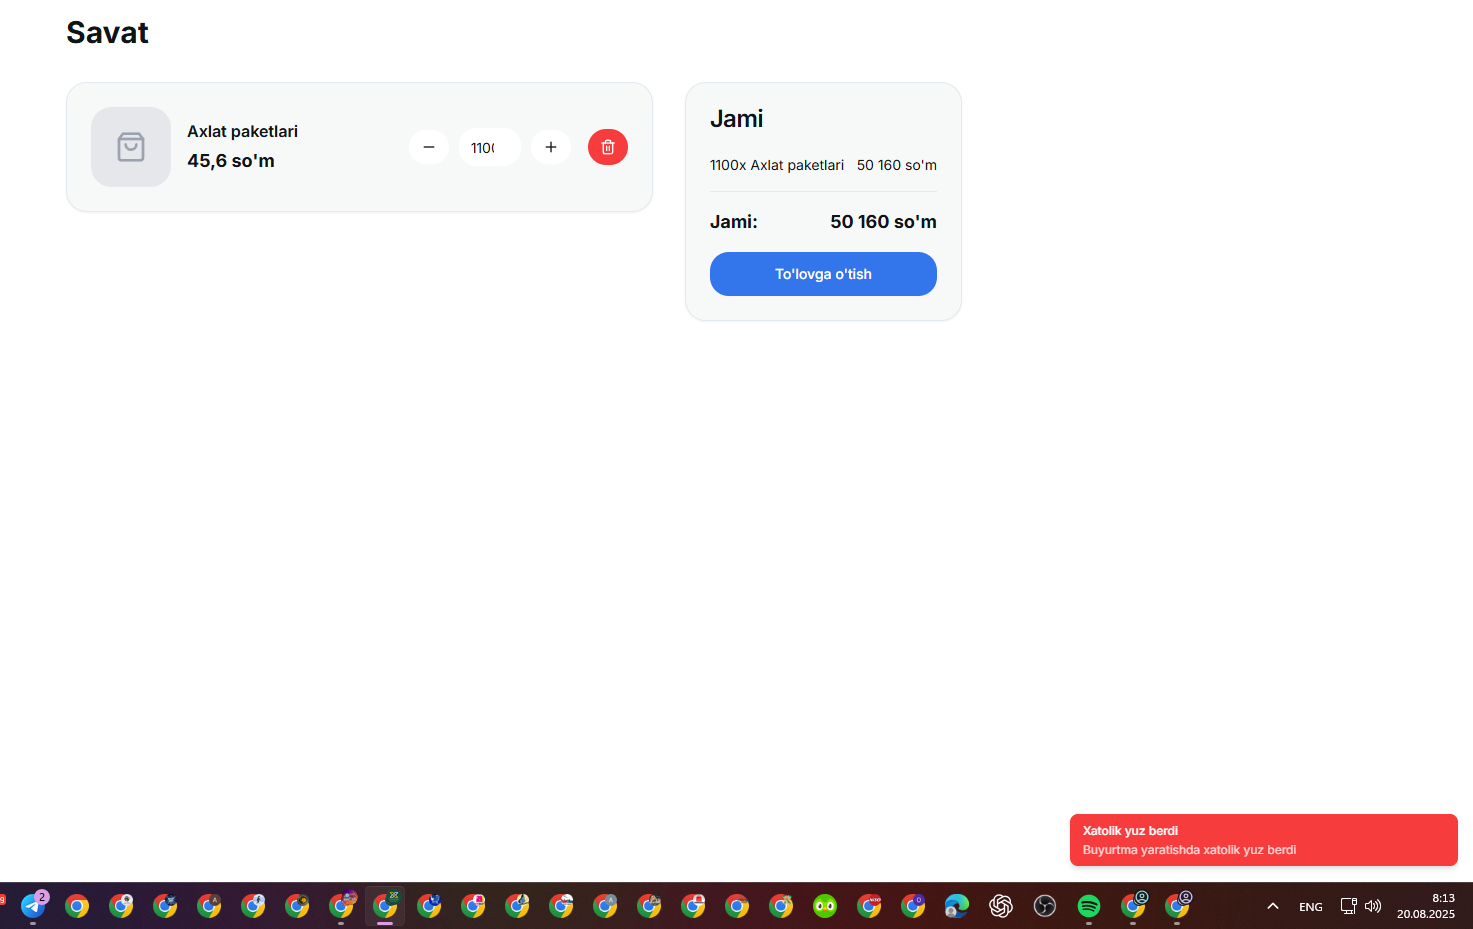 Savat
Axlat paketlari
45,6 so'm
1100
Jami
1100x Axlat paketlari 50 160 so'm
Jami: 50 160 so'm
To'lovga o'tish
Xatolik yuz berdi
Buyurtma yaratishda xatolik yuz berdi
2
ENG
8:13
20.08.2025